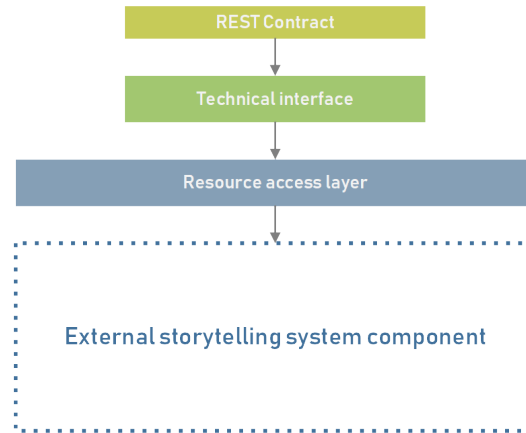 REST Contract
Technical interface
Resource access layer
External storytelling system component